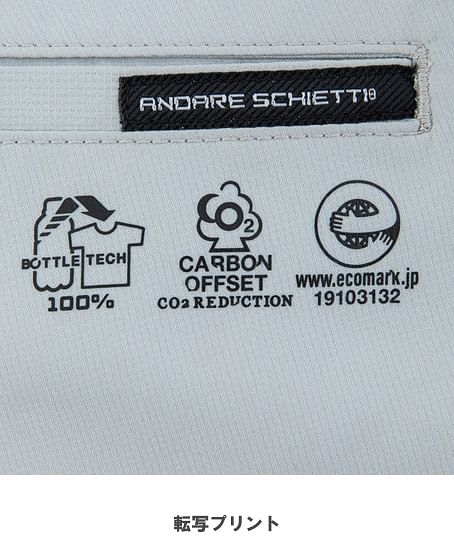 ANDARE SCHIETTI®
BOTTLE TECH
100%
CO2
CARBON
OFFSET
CO2 REDUCTION
www.ecomark.jp
19103132
転写プリント